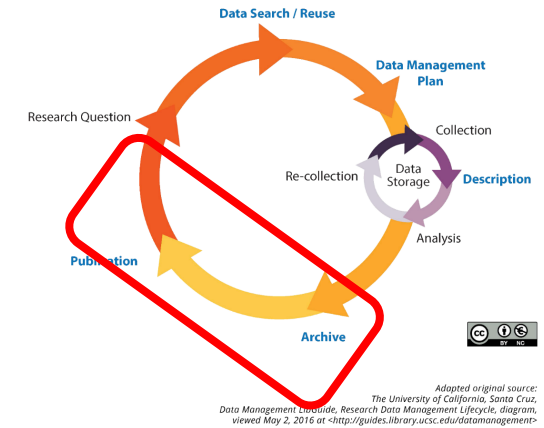 Data Search / Reuse
Data Management
Plan
Research Question
Collection
Re-collection
Data
Storage
Description
Analysis
Publication
Archive
cc
BY NC
Adapted original source:
The University of California, Santa Cruz,
Data Management LibGuide, Research Data Management Lifecycle, diagram,
viewed May 2, 2016 at <http://guides.library.ucsc.edu/datamanagement>